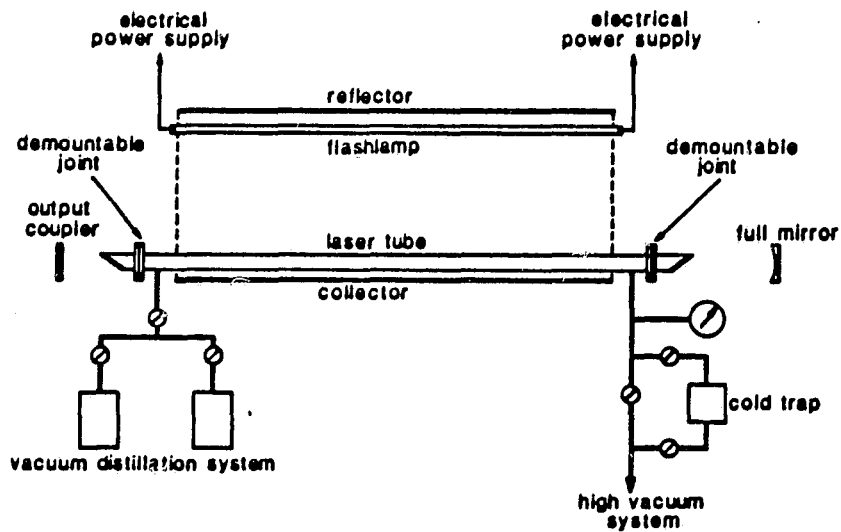 electrical
power supply
electrical
power supply
reflector
flashlamp
demountable
joint
demountable
joint
output
coupler
laser tube
full mirror
collector
cold trap
vacuum distillation system
high vacuum
system